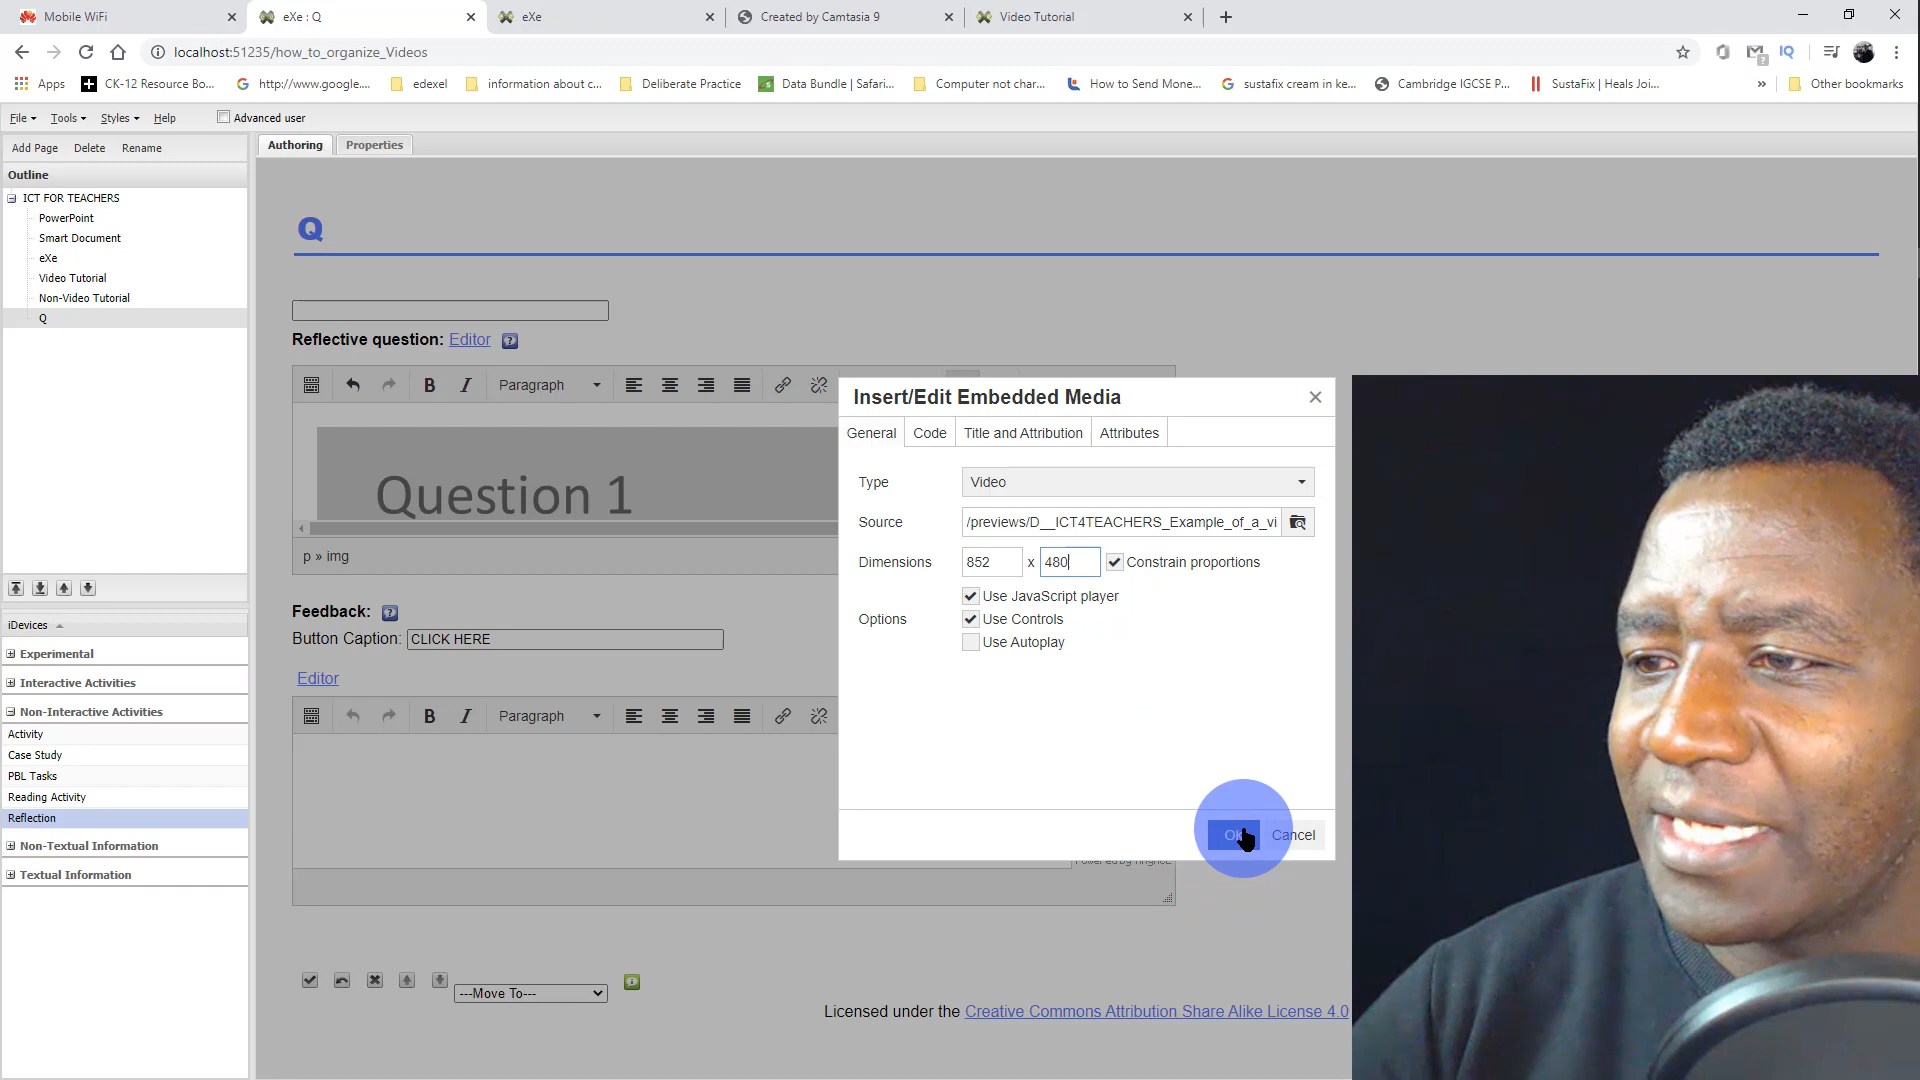 Mobile WiFi
eXe : Q
eXe
Created by Camtasia 9
Video Tutorial
localhost:51235/how_to_organize_Videos
Apps
CK-12 Resource Bo...
http://www.google....
edexel
information about c...
Deliberate Practice
Data Bundle | Safari...
Computer not char...
How to Send Mone...
sustafix cream in ke...
Cambridge IGCSE P...
SustaFix | Heals Joi...
»
Other bookmarks
File
Tools
Styles
Help
Advanced user
Add Page
Delete
Rename
Authoring
Properties
Outline
ICT FOR TEACHERS
PowerPoint
Smart Document
eXe
Video Tutorial
Non-Video Tutorial
Q
iDevices
Experimental
Interactive Activities
Non-Interactive Activities
Activity
Case Study
PBL Tasks
Reading Activity
Reflection
Non-Textual Information
Textual Information
Q
Reflective question: Editor
B I Paragraph
Question 1
p » img
Feedback:
Button Caption: CLICK HERE
Editor
B I Paragraph
---Move To---
Licensed under the Creative Commons Attribution Share Alike License 4.0
Insert/Edit Embedded Media
General
Code
Title and Attribution
Attributes
Type
Video
Source
/previews/D__ICT4TEACHERS_Example_of_a_vi
Dimensions
852 x 480
Constrain proportions
Options
Use JavaScript player
Use Controls
Use Autoplay
Cancel